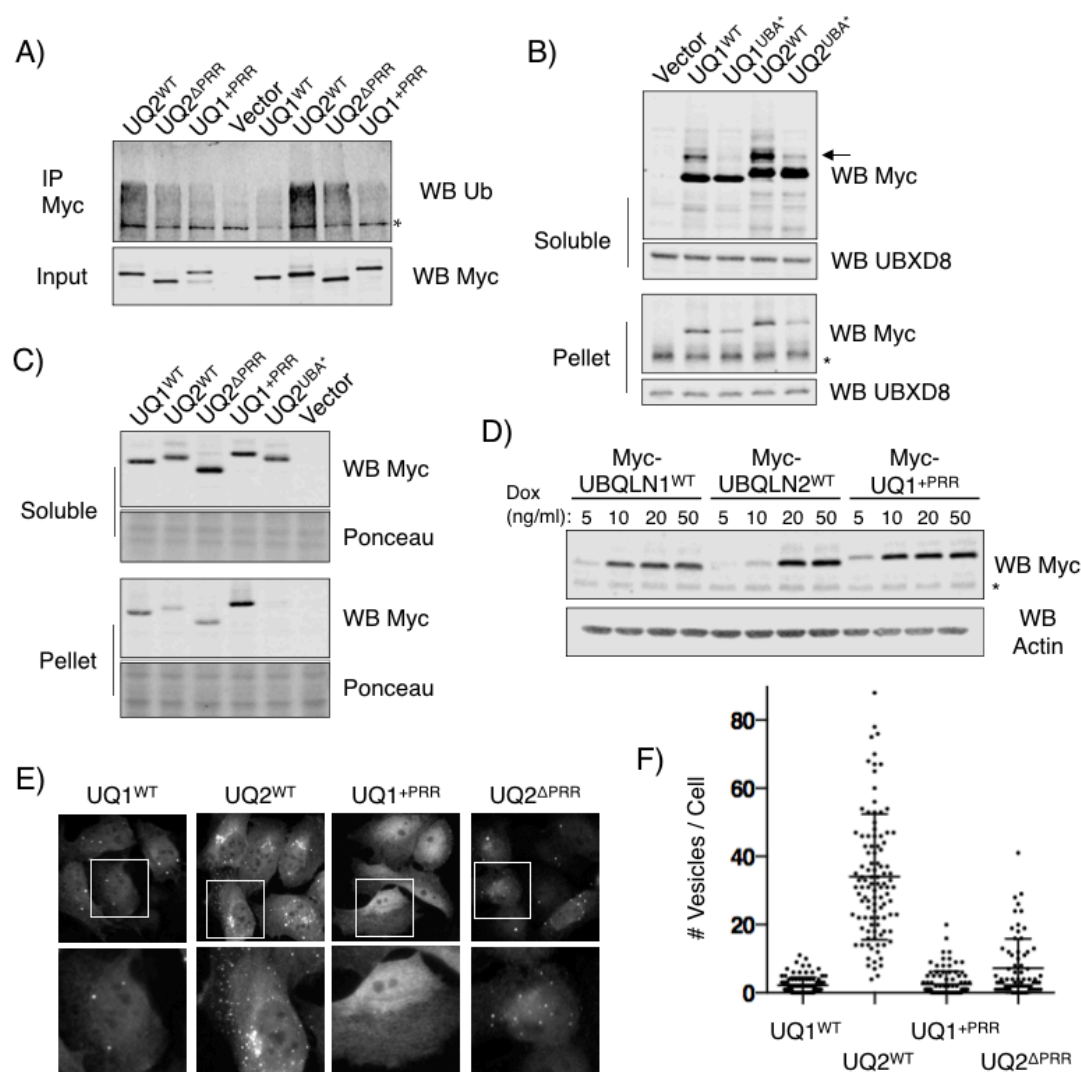 A)
UQ2WT UQ2ΔPRR UQ1+PRR Vector UQ1WT UQ2WT UQ2ΔPRR UQ1+PRR
IP
Myc
WB Ub
*
Input
WB Myc
B)
Vector UQ1WT UQ1UBA* UQ2WT UQ2UBA*
WB Myc
Soluble
WB UBXD8
WB Myc
Pellet
*
WB UBXD8
C)
UQ1WT UQ2WT UQ2ΔPRR UQ1+PRR UQ2UBA* Vector
WB Myc
Soluble
Ponceau
WB Myc
Pellet
Ponceau
D)
Myc- Myc- Myc-
UBQLN1WT UBQLN2WT UQ1+PRR
Dox
(ng/ml): 5 10 20 50 5 10 20 50 5 10 20 50
WB Myc
*
WB
Actin
E)
UQ1WT UQ2WT UQ1+PRR UQ2ΔPRR
F)
# Vesicles / Cell
80
60
40
20
0
UQ1WT UQ1+PRR
UQ2WT UQ2ΔPRR